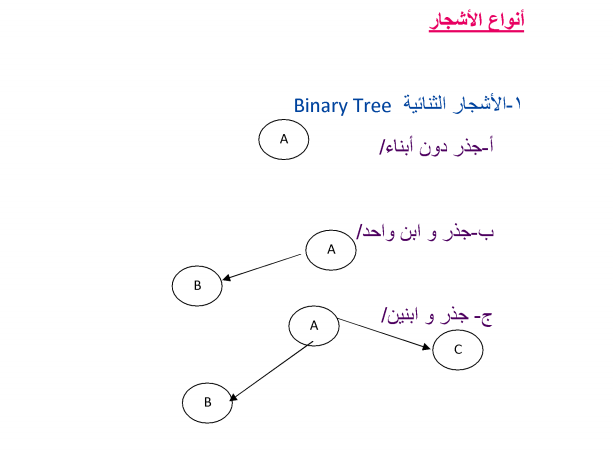 أنواع الأشجار
١-الأشجار الثنائية Binary Tree
أ-جذر دون أبناء/
A
ب-جذر و ابن واحد/
A
B
ج- جذر و ابنين/
A
C
B